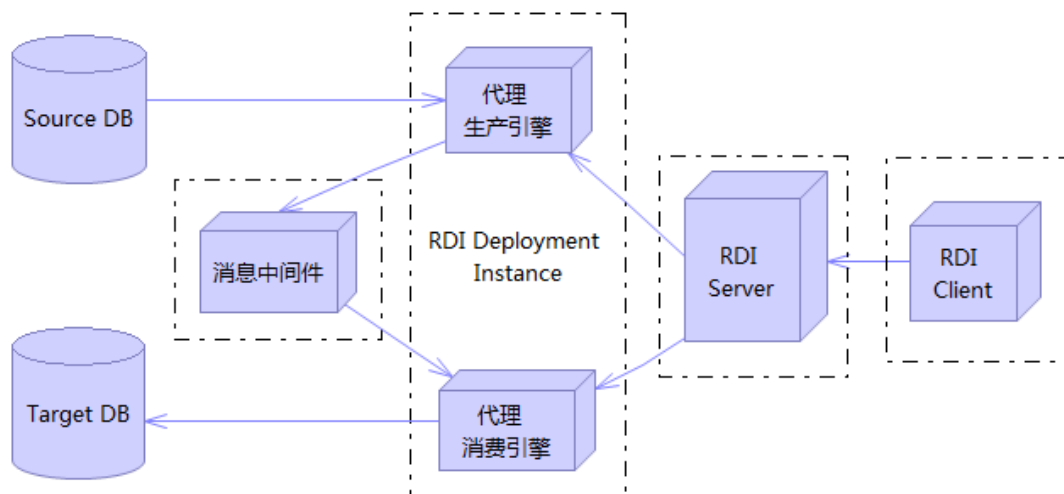 Source DB
代理
生产引擎
消息中间件
RDI Deployment
Instance
RDI
Server
RDI
Client
Target DB
代理
消费引擎